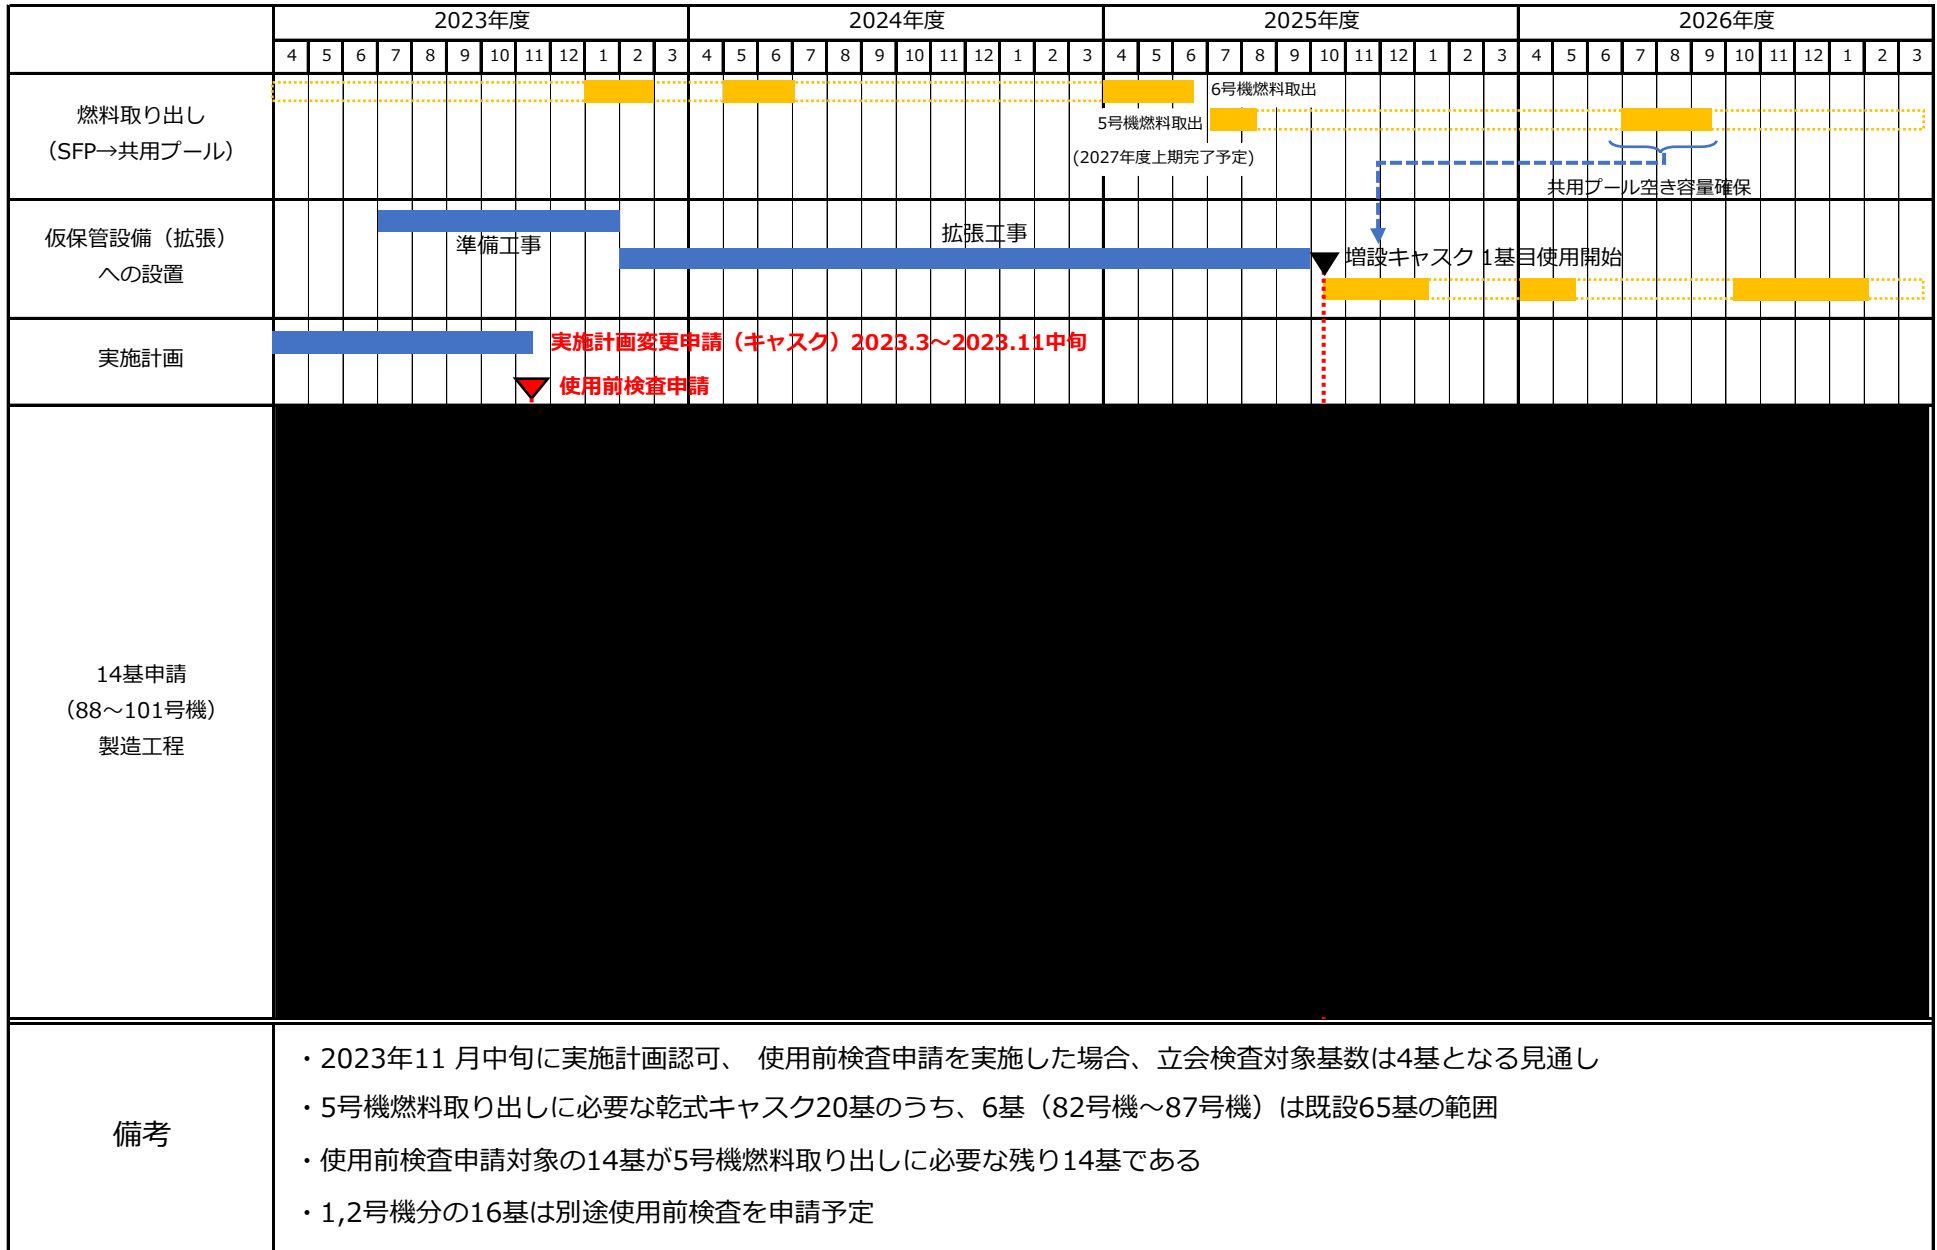 2023年度 2024年度 2025年度 2026年度
4 5 6 7 8 9 10 11 12 1 2 3 4 5 6 7 8 9 10 11 12 1 2 3 4 5 6 7 8 9 10 11 12 1 2 3 4 5 6 7 8 9 10 11 12 1 2 3
燃料取り出し
（SFP→共用プール）
6号機燃料取出
5号機燃料取出
(2027年度上期完了予定)
共用プール空き容量確保
仮保管設備（拡張）
への設置
準備工事
拡張工事
増設キャスク 1基目使用開始
実施計画
実施計画変更申請（キャスク）2023.3～2023.11中旬
使用前検査申請
14基申請
（88～101号機）
製造工程
備考
・2023年11 月中旬に実施計画認可、 使用前検査申請を実施した場合、立会検査対象基数は4基となる見通し
・5号機燃料取り出しに必要な乾式キャスク20基のうち、6基（82号機～87号機）は既設65基の範囲
・使用前検査申請対象の14基が5号機燃料取り出しに必要な残り14基である
・1,2号機分の16基は別途使用前検査を申請予定